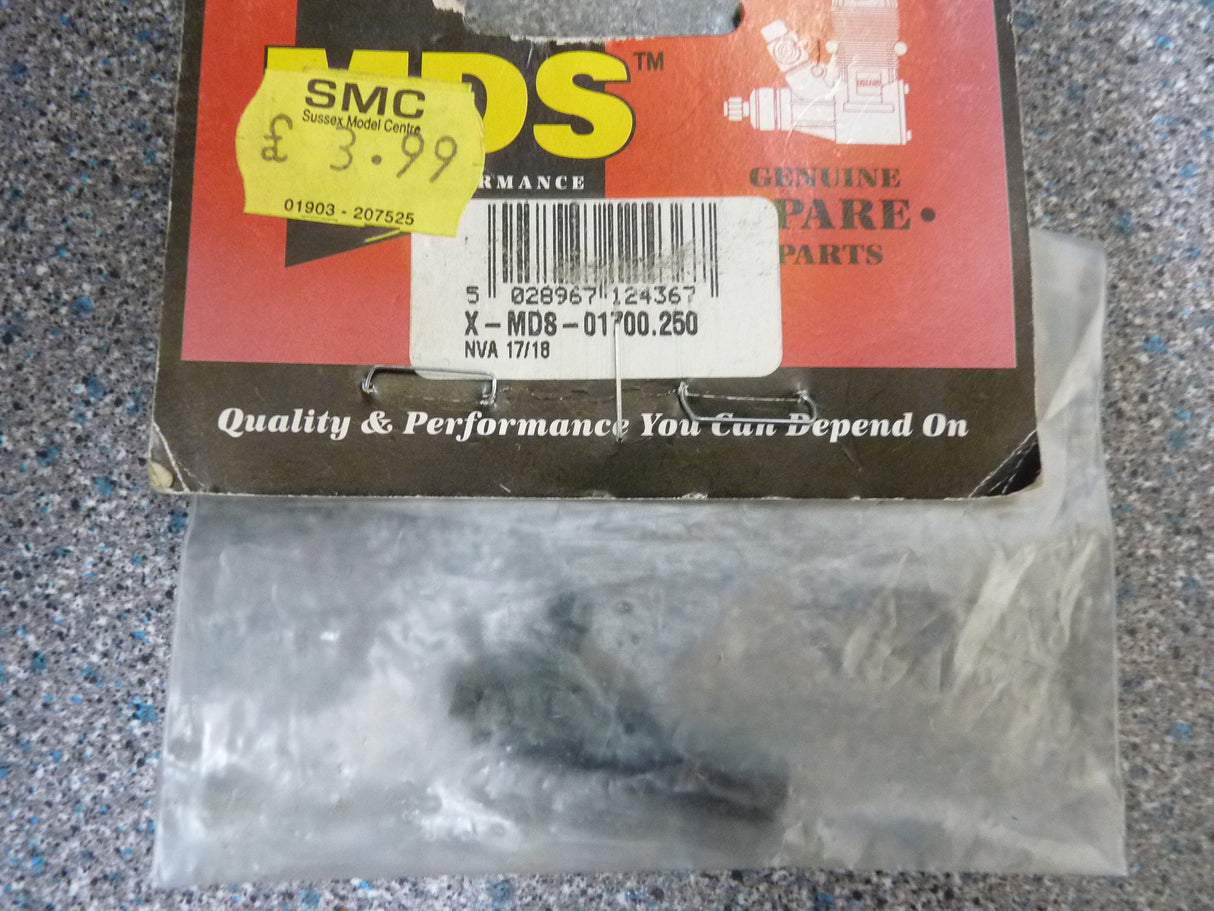 MDS™
SMC
Sussex Model Centre
£ 3.99
01903 - 207525
RMANCE
GENUINE
PARE •
PARTS
5 028967 124367
X-MDS-01700.250
NVA 17/18
Quality & Performance You Can Depend On